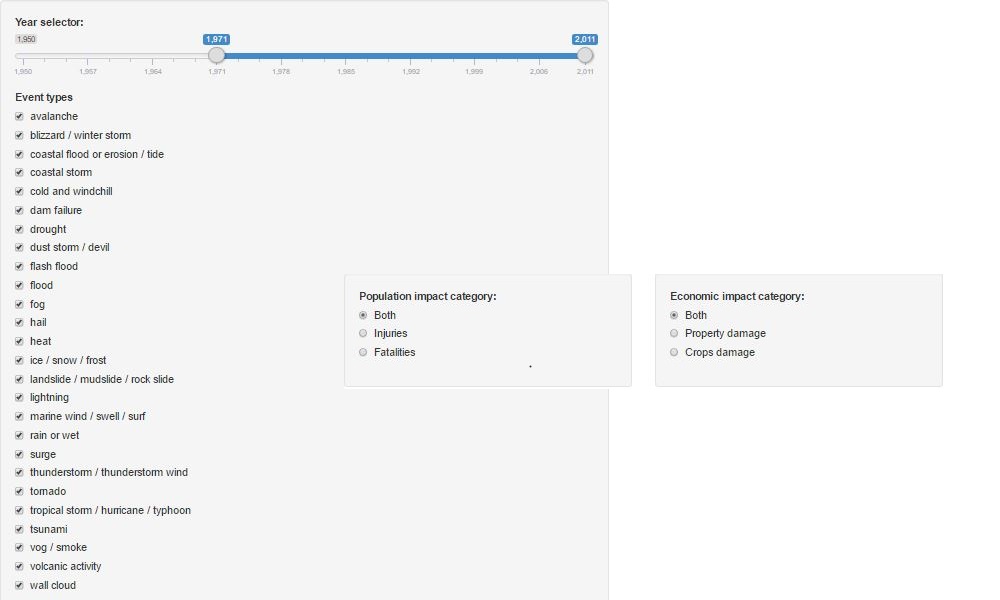 Year selector:
1,950 1,971 2,011
1,950 1,957 1,964 1,971 1,978 1,985 1,992 1,999 2,006 2,011
Event types
avalanche
blizzard / winter storm
coastal flood or erosion / tide
coastal storm
cold and windchill
dam failure
drought
dust storm / devil
flash flood
flood
fog
hail
heat
ice / snow / frost
landslide / mudslide / rock slide
lightning
marine wind / swell / surf
rain or wet
surge
thunderstorm / thunderstorm wind
tornado
tropical storm / hurricane / typhoon
tsunami
vog / smoke
volcanic activity
wall cloud
Population impact category:
Both
Injuries
Fatalities
Economic impact category:
Both
Property damage
Crops damage